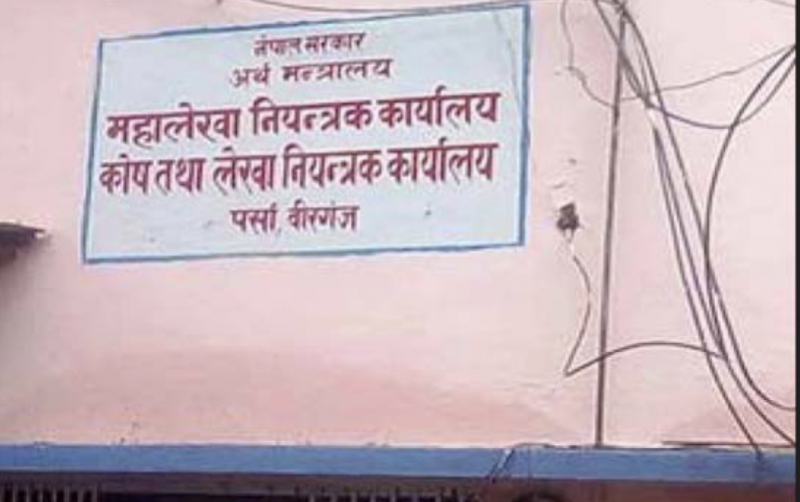 नेपाल सरकार
अर्थ मन्त्रालय
महालेखा नियन्त्रक कार्यालय
कोष तथा लेखा नियन्त्रक कार्यालय
पर्सा, वीरगंज